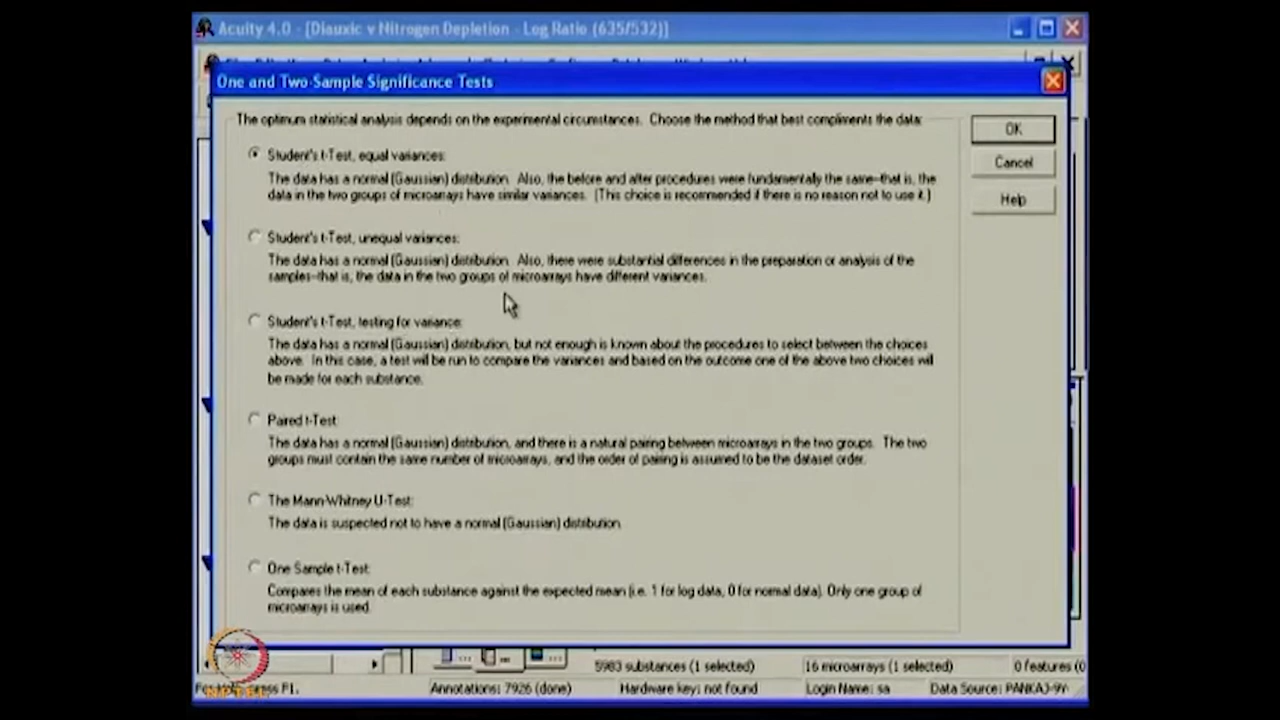 Acuity 4.0 - [Diauxic v Nitrogen Depletion - Log Ratio (635/532)]
One and Two-Sample Significance Tests
The optimum statistical analysis depends on the experimental circumstances. Choose the method that best compliments the data:
OK
Cancel
Help
Student's t-Test, equal variances:
The data has a normal (Gaussian) distribution. Also, the before and after procedures were fundamentally the same--that is, the
data in the two groups of microarrays have similar variances. (This choice is recommended if there is no reason not to use it.)
Student's t-Test, unequal variances:
The data has a normal (Gaussian) distribution. Also, there were substantial differences in the preparation or analysis of the
samples--that is, the data in the two groups of microarrays have different variances.
Student's t-Test, testing for variance:
The data has a normal (Gaussian) distribution, but not enough is known about the procedures to select between the choices
above. In this case, a test will be run to compare the variances and based on the outcome one of the above two choices will
be made for each substance.
Paired t-Test:
The data has a normal (Gaussian) distribution, and there is a natural pairing between microarrays in the two groups. The two
groups must contain the same number of microarrays, and the order of pairing is assumed to be the dataset order.
The Mann-Whitney U-Test:
The data is suspected not to have a normal (Gaussian) distribution.
One Sample t-Test:
Compares the mean of each substance against the expected mean (i.e. 1 for log data, 0 for normal data). Only one group of
microarrays is used.
5983 substances (1 selected)
16 microarrays (1 selected)
0 features (0
press F1.
Annotations: 7926 (done)
Hardware key: not found
Login Name: sa
Data Source: PANKAJ-9Y
NPTEL